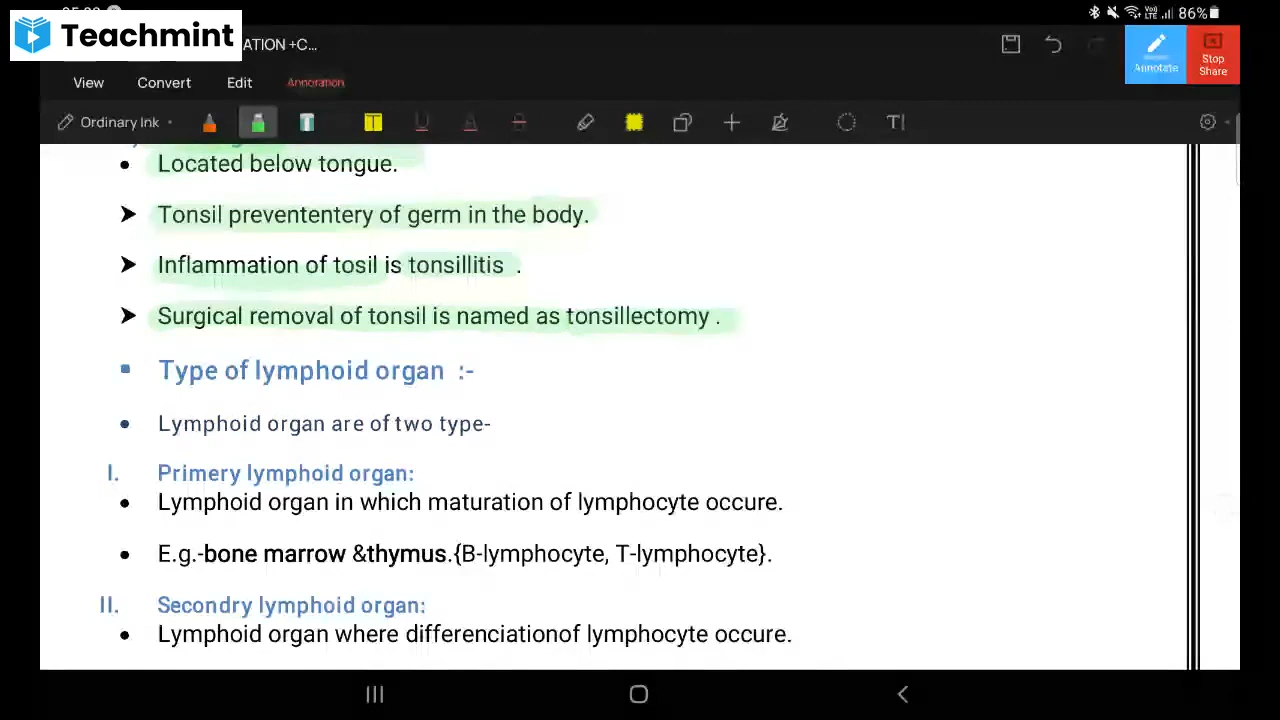 Teachmint
ATION +C...
86%
View Convert Edit Annoration
Annotate
Stop Share
Ordinary Ink
Located below tongue.
Tonsil prevententery of germ in the body.
Inflammation of tosil is tonsillitis .
Surgical removal of tonsil is named as tonsillectomy .
Type of lymphoid organ :-
Lymphoid organ are of two type-
I. Primery lymphoid organ:
Lymphoid organ in which maturation of lymphocyte occure.
E.g.-bone marrow &thymus.{B-lymphocyte, T-lymphocyte}.
II. Secondry lymphoid organ:
Lymphoid organ where differenciationof lymphocyte occure.